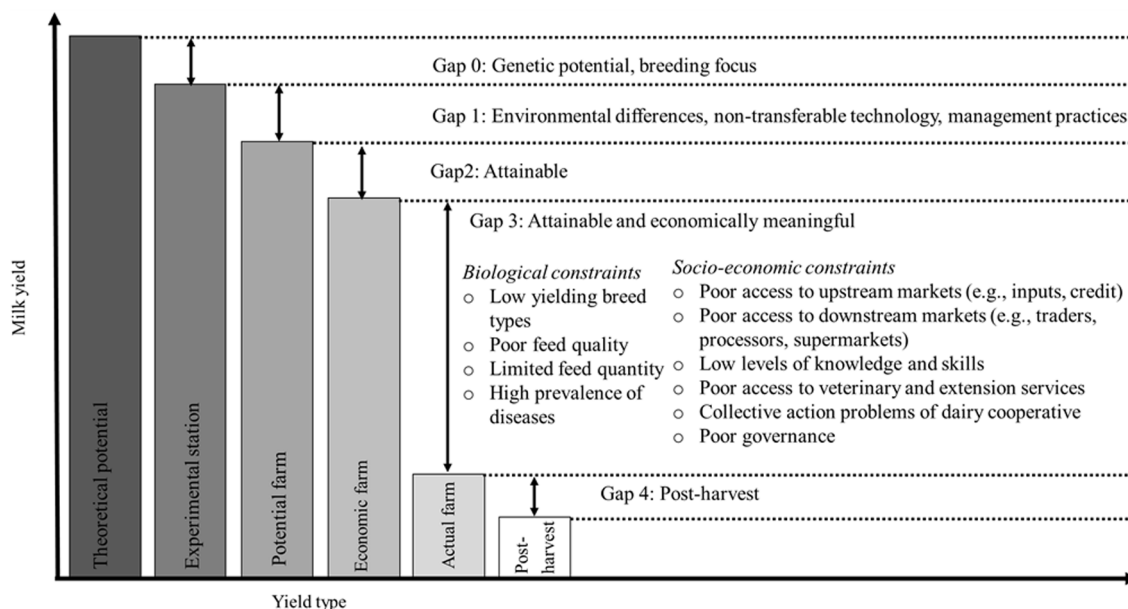 Gap 0: Genetic potential, breeding focus
Gap 1: Environmental differences, non-transferable technology, management practices
Gap2: Attainable
Gap 3: Attainable and economically meaningful
Biological constraints
○ Low yielding breed
types
○ Poor feed quality
○ Limited feed quantity
○ High prevalence of
diseases
Socio-economic constraints
○ Poor access to upstream markets (e.g., inputs, credit)
○ Poor access to downstream markets (e.g., traders,
processors, supermarkets)
○ Low levels of knowledge and skills
○ Poor access to veterinary and extension services
○ Collective action problems of dairy cooperative
○ Poor governance
Gap 4: Post-harvest
Milk yield
Theoretical potential
Experimental station
Potential farm
Economic farm
Actual farm
Post-
harvest
Yield type